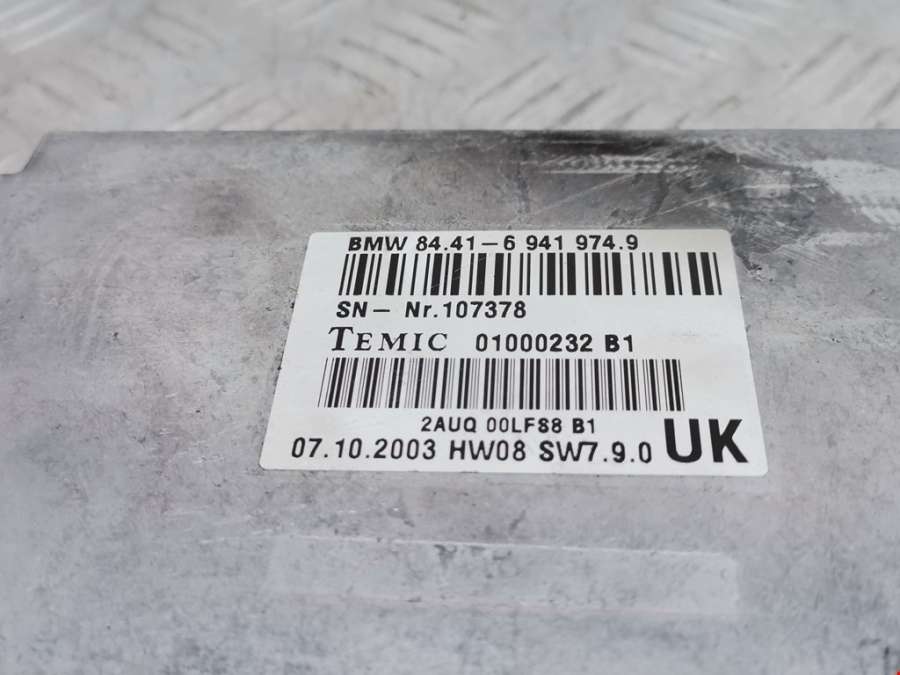 BMW 84.41-6 941 974.9
SN- Nr.107378
TEMIC 01000232 B1
2AUQ 00LFS8 B1
07.10.2003 HW08 SW7.9.0 UK